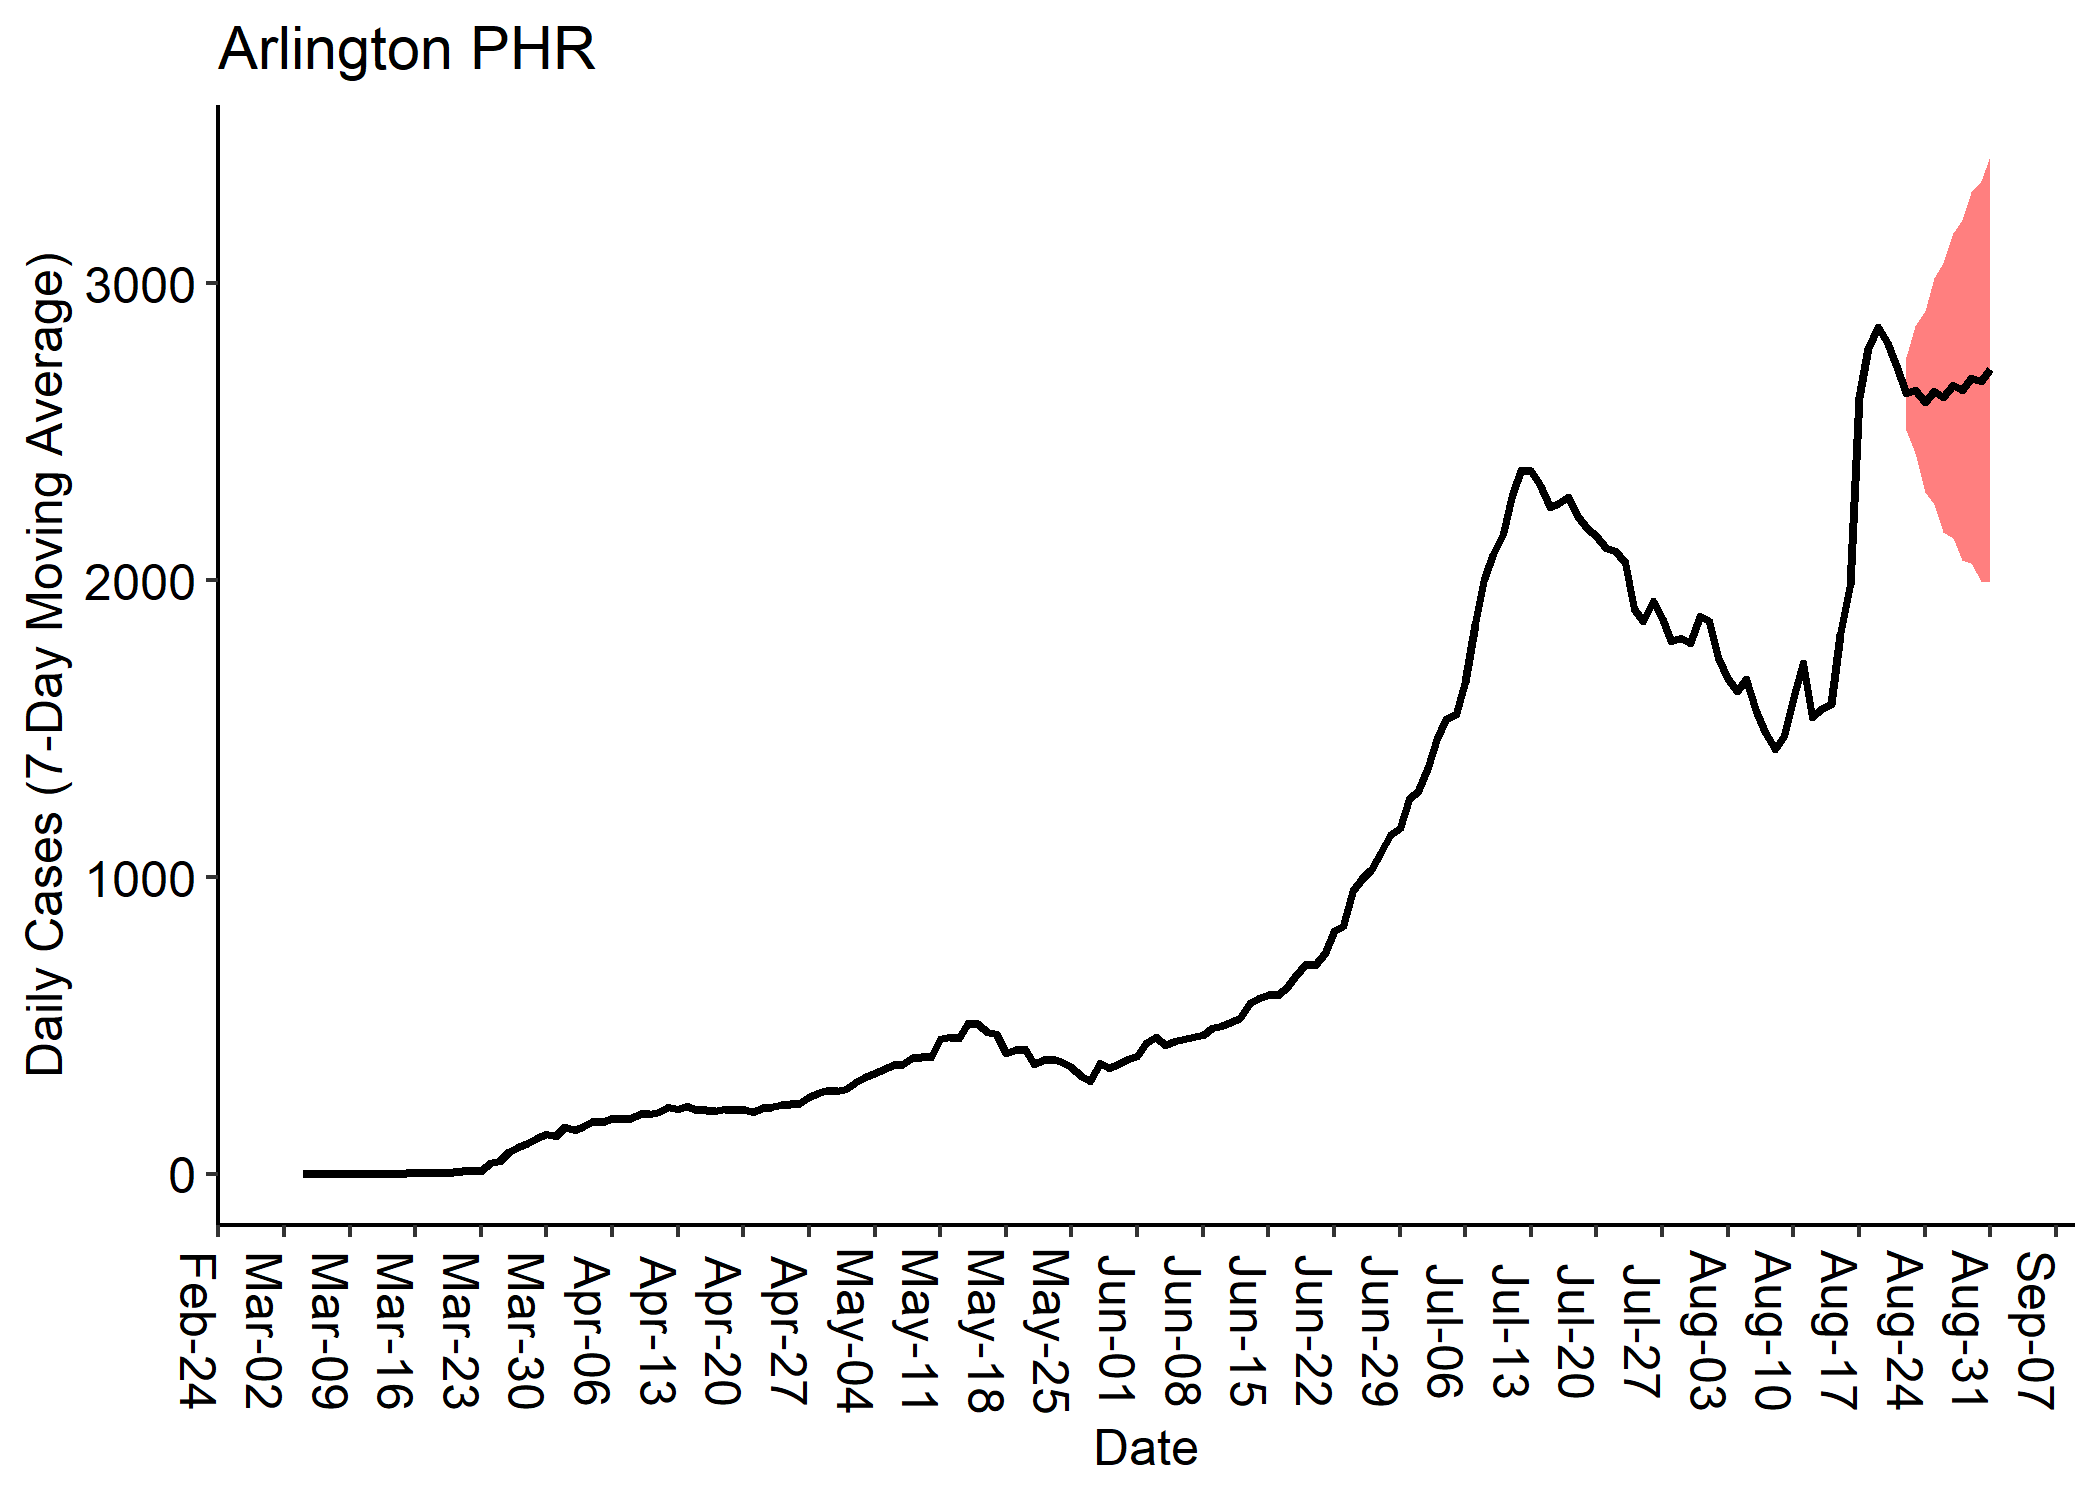 Arlington PHR
Daily Cases (7-Day Moving Average)
3000
2000
1000
0
Feb-24
Mar-02
Mar-09
Mar-16
Mar-23
Mar-30
Apr-06
Apr-13
Apr-20
Apr-27
May-04
May-11
May-18
May-25
Jun-01
Jun-08
Jun-15
Jun-22
Jun-29
Jul-06
Jul-13
Jul-20
Jul-27
Aug-03
Aug-10
Aug-17
Aug-24
Aug-31
Sep-07
Date